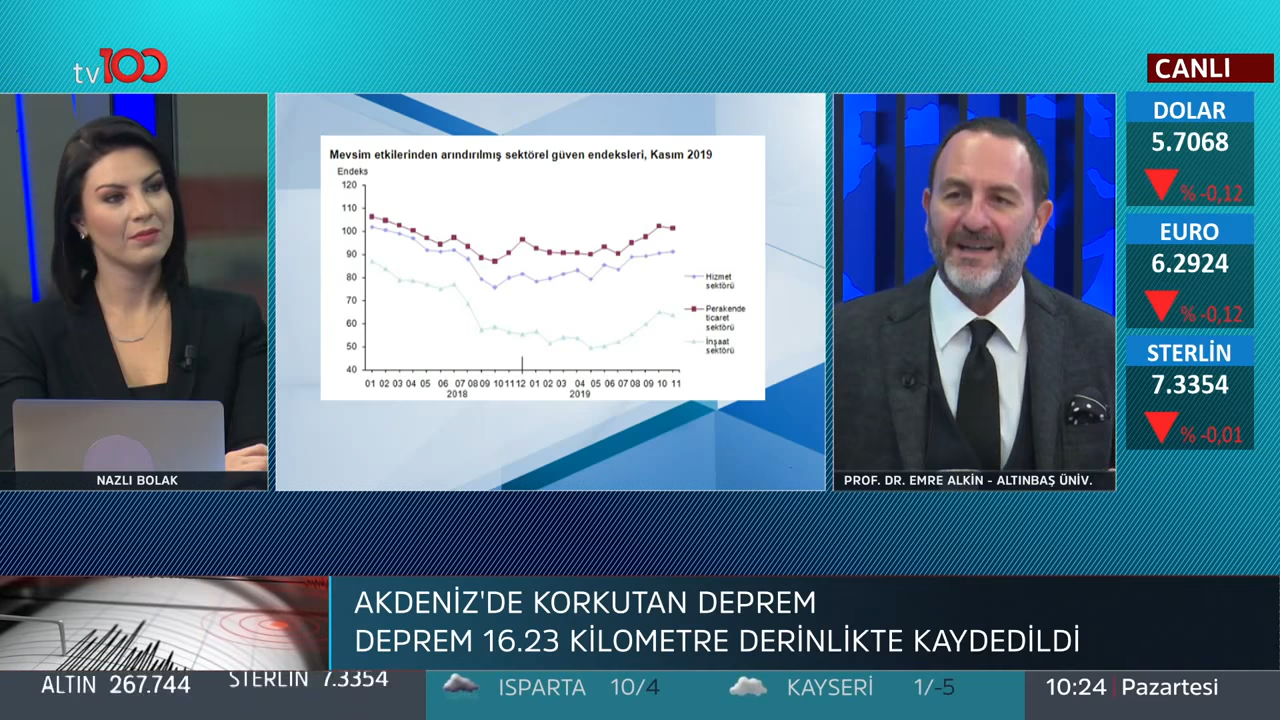 tv100
CANLI
DOLAR
5.7068
% -0,12
EURO
6.2924
% -0,12
STERLİN
7.3354
% -0,01
Mevsim etkilerinden arındırılmış sektörel güven endeksleri, Kasım 2019
Endeks
120
110
100
90
80
70
60
50
40
01 02 03 04 05 06 07 08 09 10 11 12 01 02 03 04 05 06 07 08 09 10 11
2018 2019
Hizmet
sektörü
Perakende
ticaret
sektörü
İnşaat
sektörü
NAZLI BOLAK
PROF. DR. EMRE ALKİN - ALTINBAŞ ÜNİV.
AKDENİZ'DE KORKUTAN DEPREM
DEPREM 16.23 KİLOMETRE DERİNLİKTE KAYDEDİLDİ
ALTIN 267.744
STERLİN 7.3354
ISPARTA 10/4
KAYSERİ 1/-5
10:24 Pazartesi